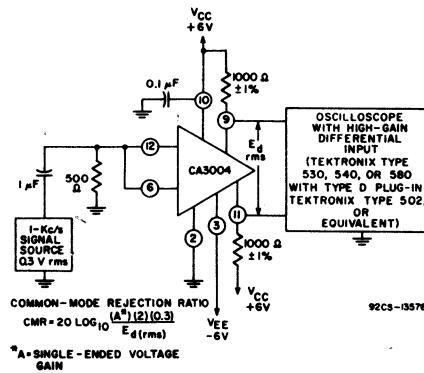 VCC
+6V
0.1 μF
1000 Ω
±1%
10
9
12
CA3004
Ed
rms
6
1 μF
500
Ω
11
2
3
1000 Ω
±1%
1-Kc/s
SIGNAL
SOURCE
0.3 V rms
OSCILLOSCOPE
WITH HIGH-GAIN
DIFFERENTIAL
INPUT
(TEKTRONIX TYPE
530, 540, OR 580
WITH TYPE D PLUG-IN
TEKTRONIX TYPE 502,
OR
EQUIVALENT)
VCC
+6V
VEE
-6V
92CS-13576
COMMON-MODE REJECTION RATIO
CMR = 20 LOG10 (A*)(2)(0.3)
Ed(rms)
*A = SINGLE-ENDED VOLTAGE
GAIN